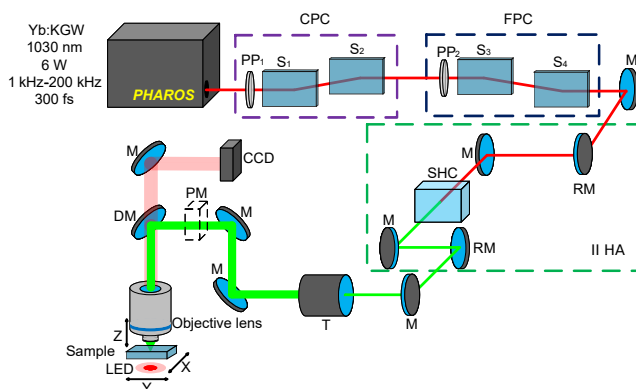 Yb:KGW
1030 nm
6 W
1 kHz-200 kHz
300 fs
PHAROS
CPC
PP1
S1
S2
FPC
PP2
S3
S4
M
M
RM
SHC
M
RM
II HA
M
CCD
DM
PM
M
M
T
M
Objective lens
Z
Sample
X
LED
Y